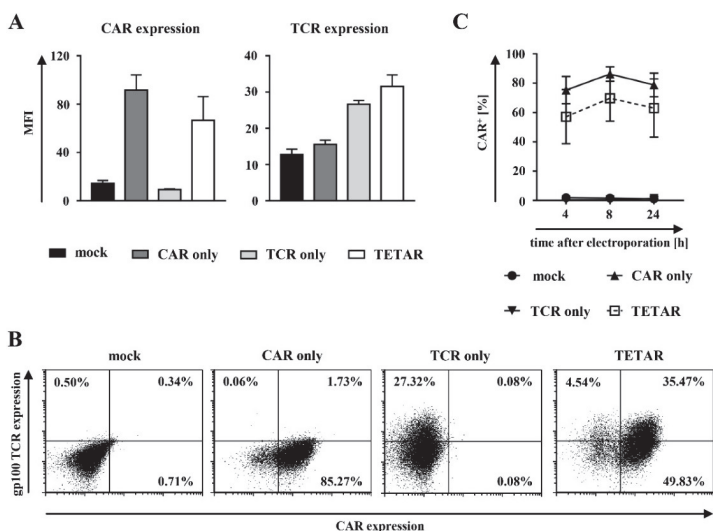 A
CAR expression
TCR expression
MFI
120
80
40
0
40
30
20
10
0
mock
CAR only
TCR only
TETAR
C
CAR⁺ [%]
100
80
60
40
20
0
4
8
24
time after electroporation [h]
mock
CAR only
TCR only
TETAR
B
mock
CAR only
TCR only
TETAR
gp100 TCR expression
0.50%
0.34%
0.71%
0.06%
1.73%
85.27%
27.32%
0.08%
0.08%
4.54%
35.47%
49.83%
CAR expression